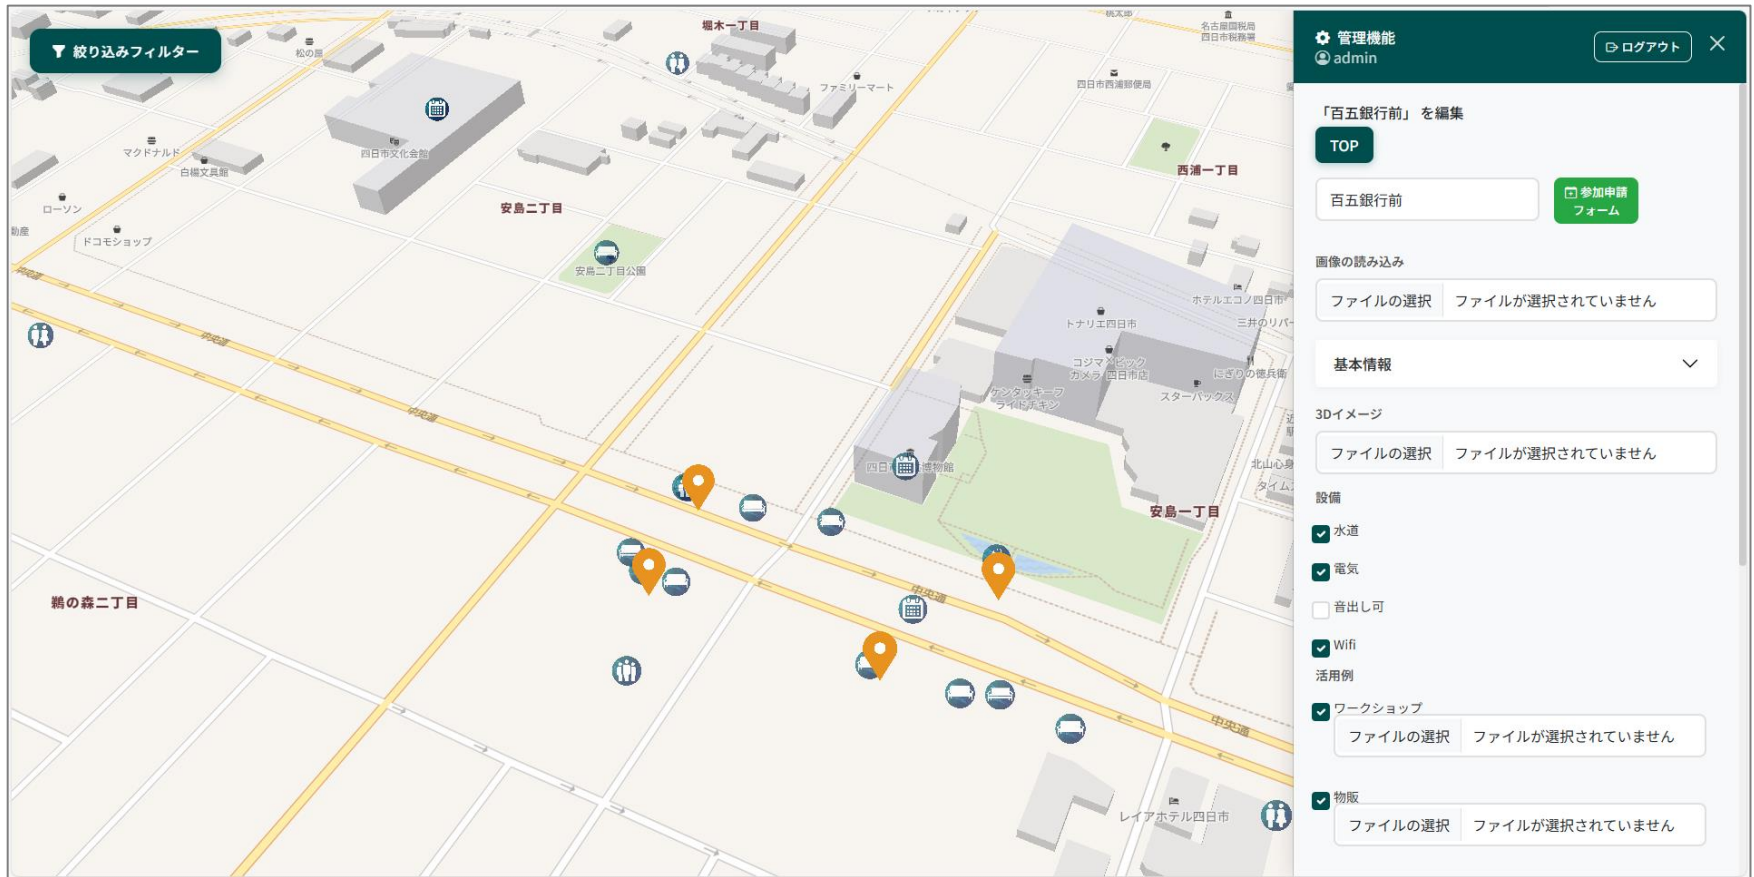 絞り込みフィルター
松の屋
堀木一丁目
ファミリーマート
名古屋国税局
四日市税務署
四日市西浦郵便局
マクドナルド
白揚文具館
四日市文化会館
ローソン
ドコモショップ
安島二丁目
西浦一丁目
安島二丁目公園
中央通
中央通
中央通
ホテルエコノ四日市
トナリエ四日市
三井のリパー
コジマ×ビック
カメラ 四日市店
にぎりの徳兵衛
ケンタッキーフ
ライドチキン
スターバックス
北山心身
タイム
安島一丁目
中央通
鵜の森二丁目
中央通
レイアホテル四日市
管理機能
admin
ログアウト
「百五銀行前」 を編集
TOP
百五銀行前
参加申請
フォーム
画像の読み込み
ファイルの選択 ファイルが選択されていません
基本情報
3Dイメージ
ファイルの選択 ファイルが選択されていません
設備
水道
電気
音出し可
Wifi
活用例
ワークショップ
ファイルの選択 ファイルが選択されていません
物販
ファイルの選択 ファイルが選択されていません